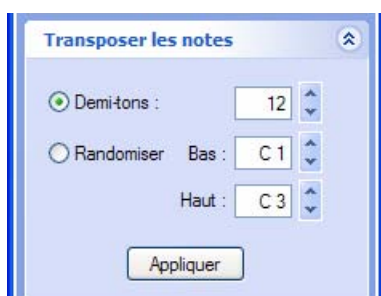 Transposer les notes
Demi-tons : 12
Randomiser Bas : C 1
Haut : C 3
Appliquer